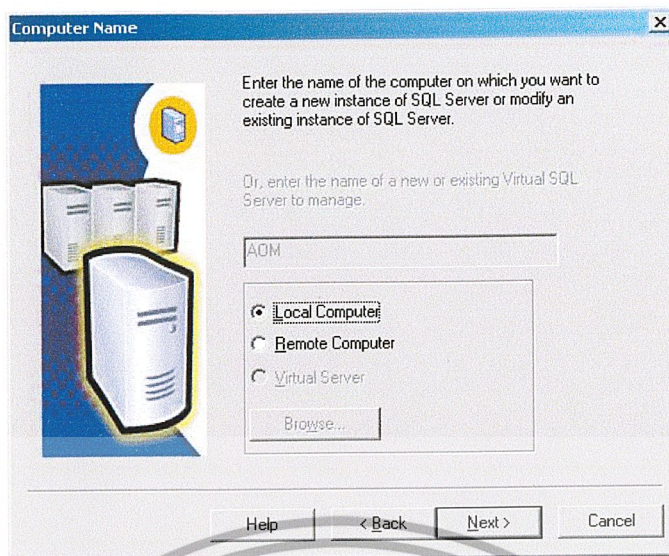 Computer Name
Enter the name of the computer on which you want to
create a new instance of SQL Server or modify an
existing instance of SQL Server.
Or, enter the name of a new or existing Virtual SQL
Server to manage.
AOM
Local Computer
Remote Computer
Virtual Server
Browse...
Help
< Back
Next >
Cancel